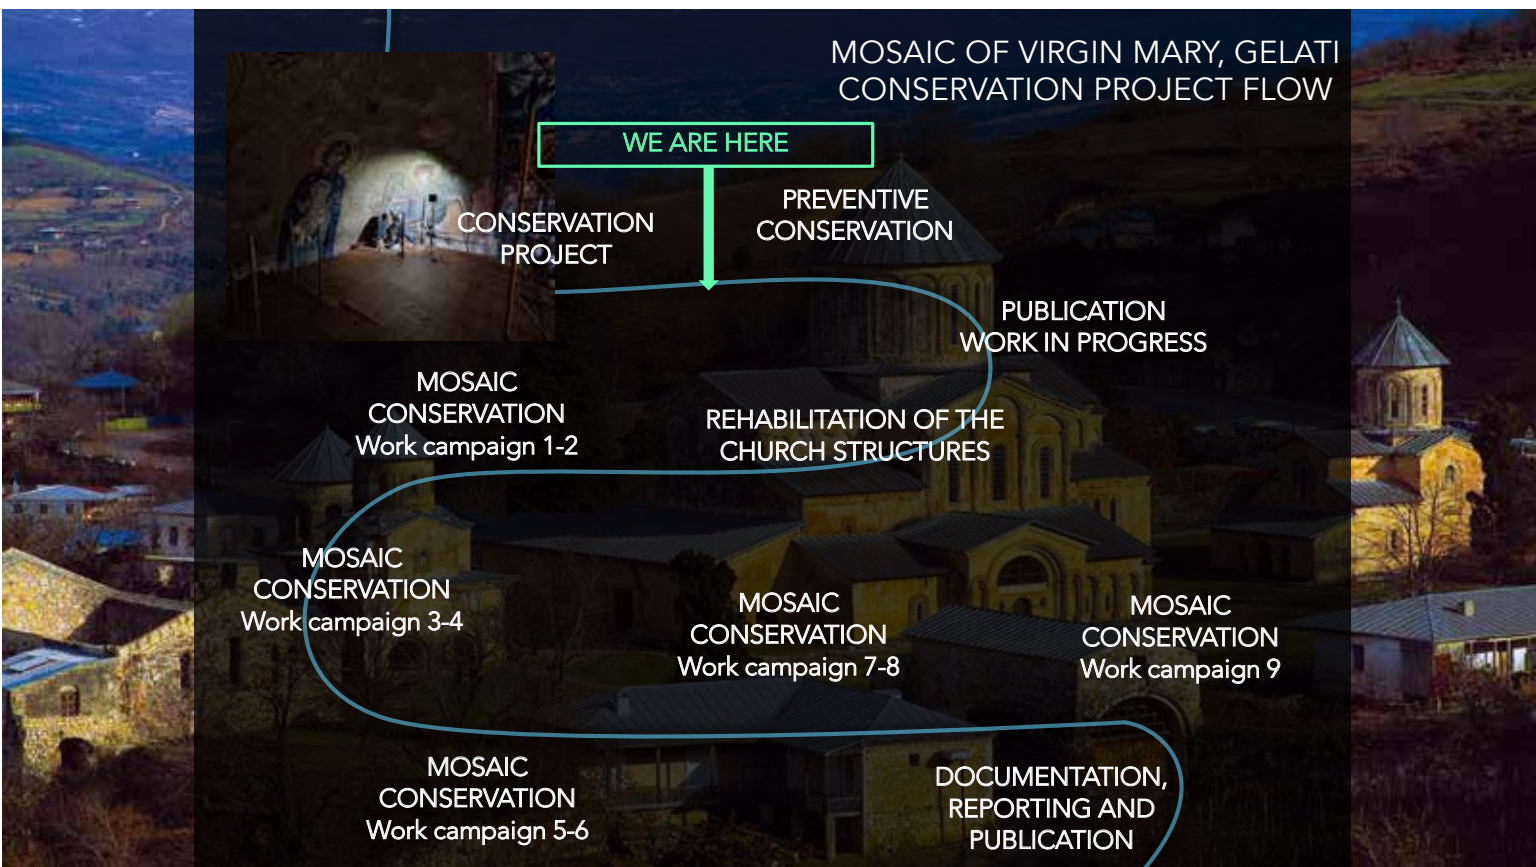 MOSAIC OF VIRGIN MARY, GELATI
CONSERVATION PROJECT FLOW
WE ARE HERE
CONSERVATION
PROJECT
PREVENTIVE
CONSERVATION
PUBLICATION
WORK IN PROGRESS
REHABILITATION OF THE
CHURCH STRUCTURES
MOSAIC
CONSERVATION
Work campaign 1-2
MOSAIC
CONSERVATION
Work campaign 3-4
MOSAIC
CONSERVATION
Work campaign 5-6
MOSAIC
CONSERVATION
Work campaign 7-8
MOSAIC
CONSERVATION
Work campaign 9
DOCUMENTATION,
REPORTING AND
PUBLICATION